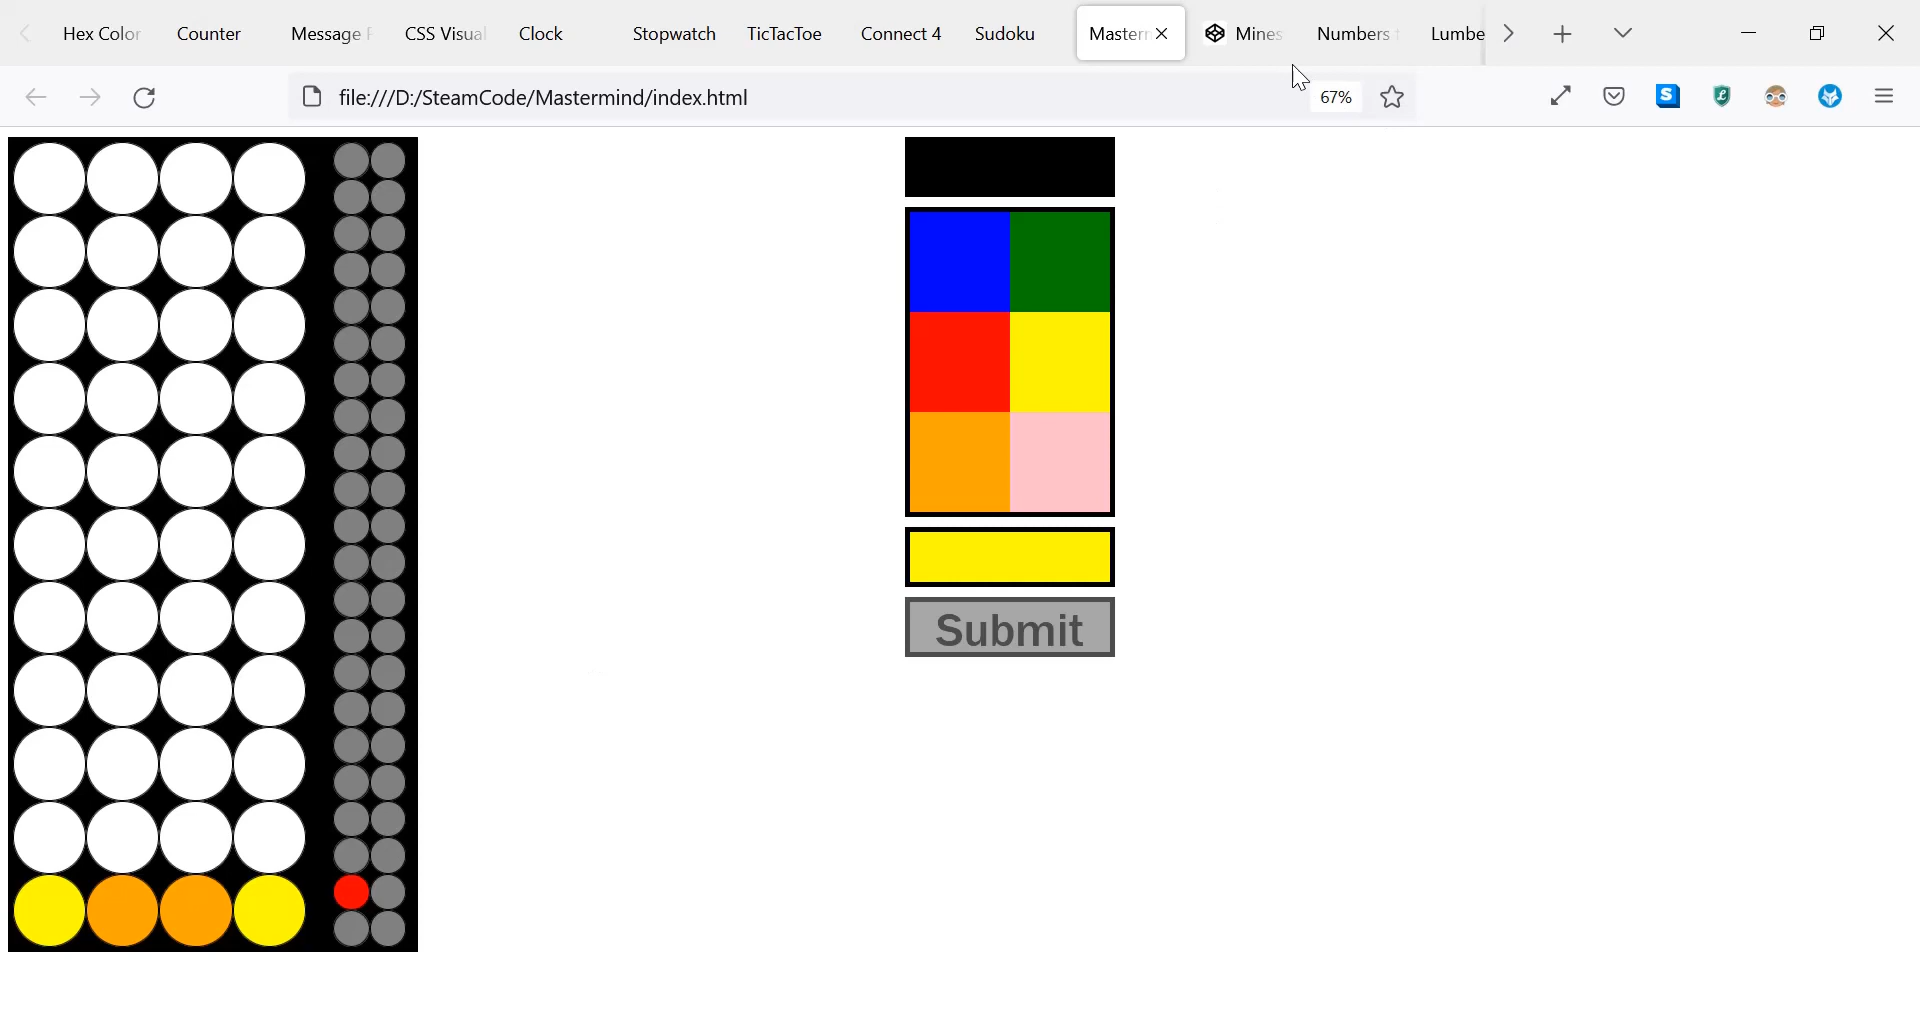 Hex Color
Counter
Message
CSS Visual
Clock
Stopwatch
TicTacToe
Connect 4
Sudoku
Master
Mines
Numbers
Lumbe
file:///D:/SteamCode/Mastermind/index.html
67%
Submit